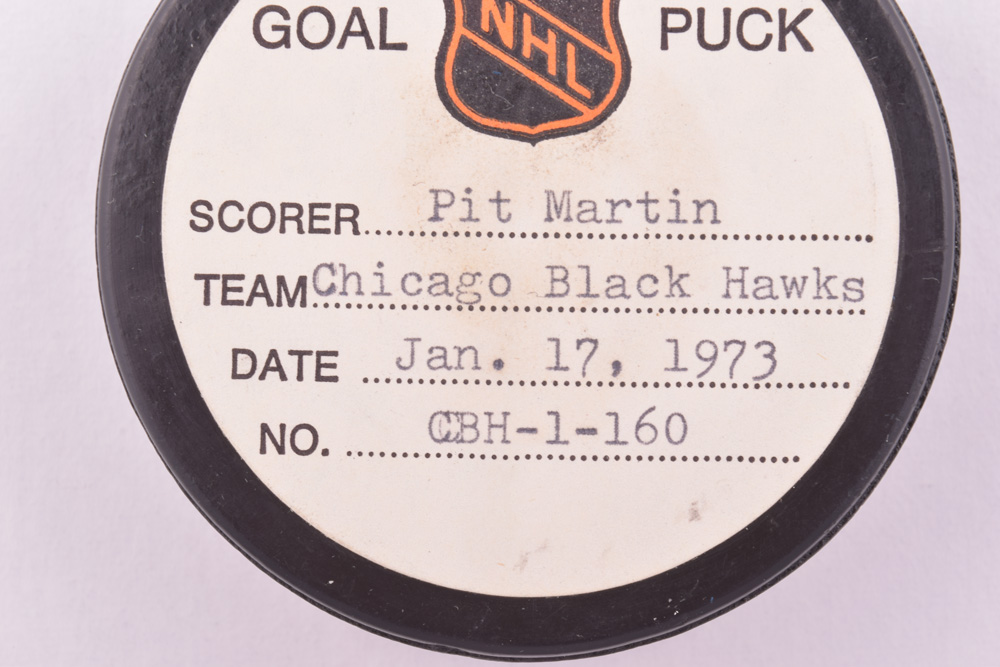 GOAL NHL PUCK
SCORER Pit Martin
TEAM Chicago Black Hawks
DATE Jan. 17, 1973
NO. CBH-1-160